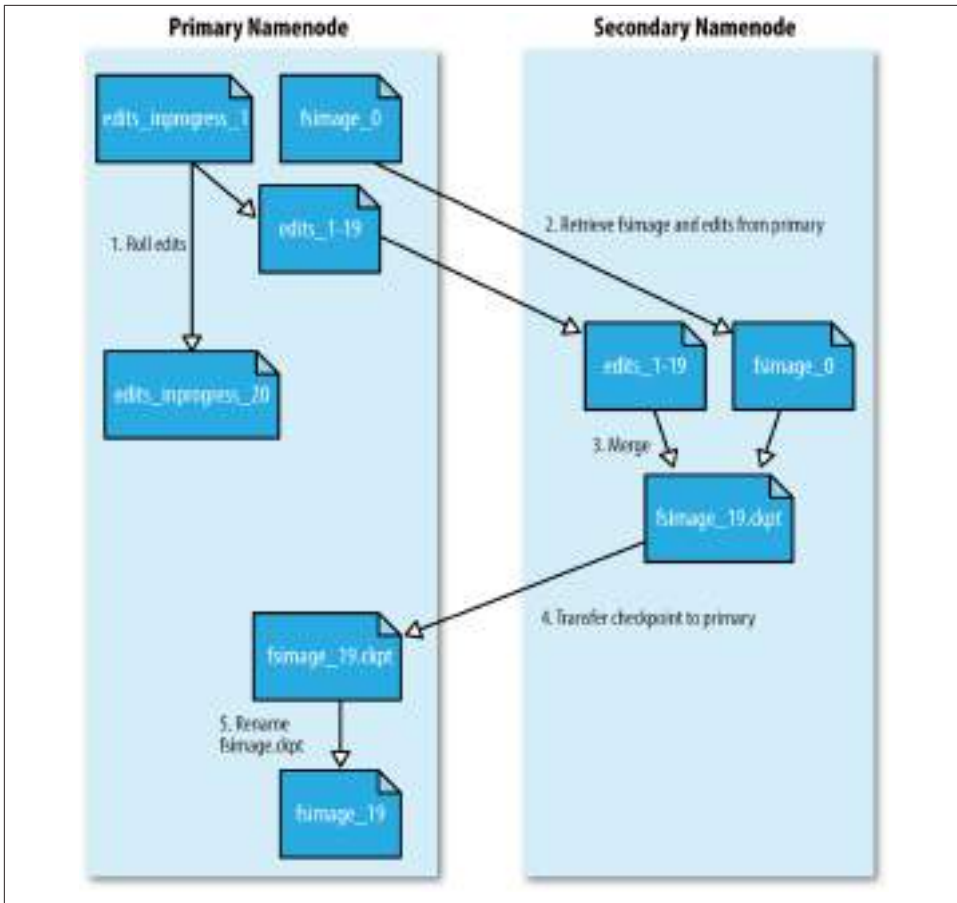 Primary Namenode
Secondary Namenode
edits_inprogress_1
fsimage_0
edits_1-19
1. Roll edits
2. Retrieve fsimage and edits from primary
edits_inprogress_20
edits_1-19
fsimage_0
3. Merge
fsimage_19.ckpt
4. Transfer checkpoint to primary
fsimage_19.ckpt
5. Rename
fsimage.ckpt
fsimage_19